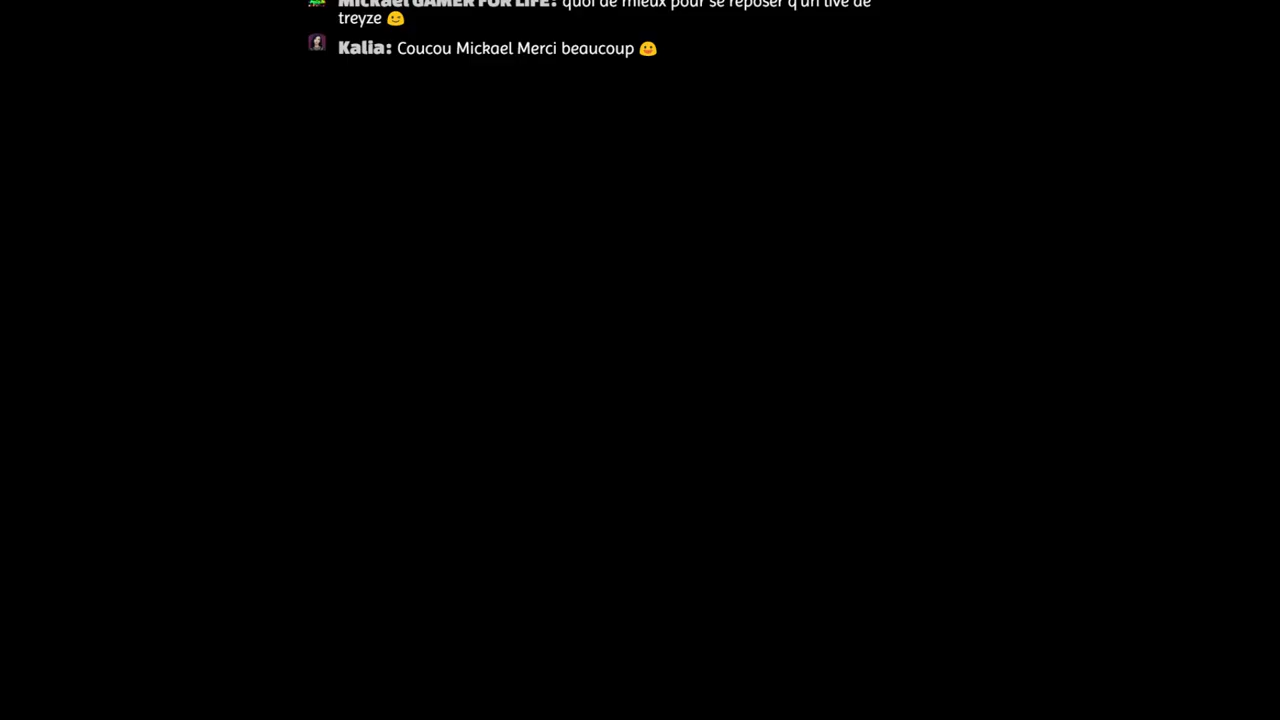 Mickael GAMER FOR LIFE: quoi de mieux pour se reposer q'un live de
treyze 😉
Kalia: Coucou Mickael Merci beaucoup 😛